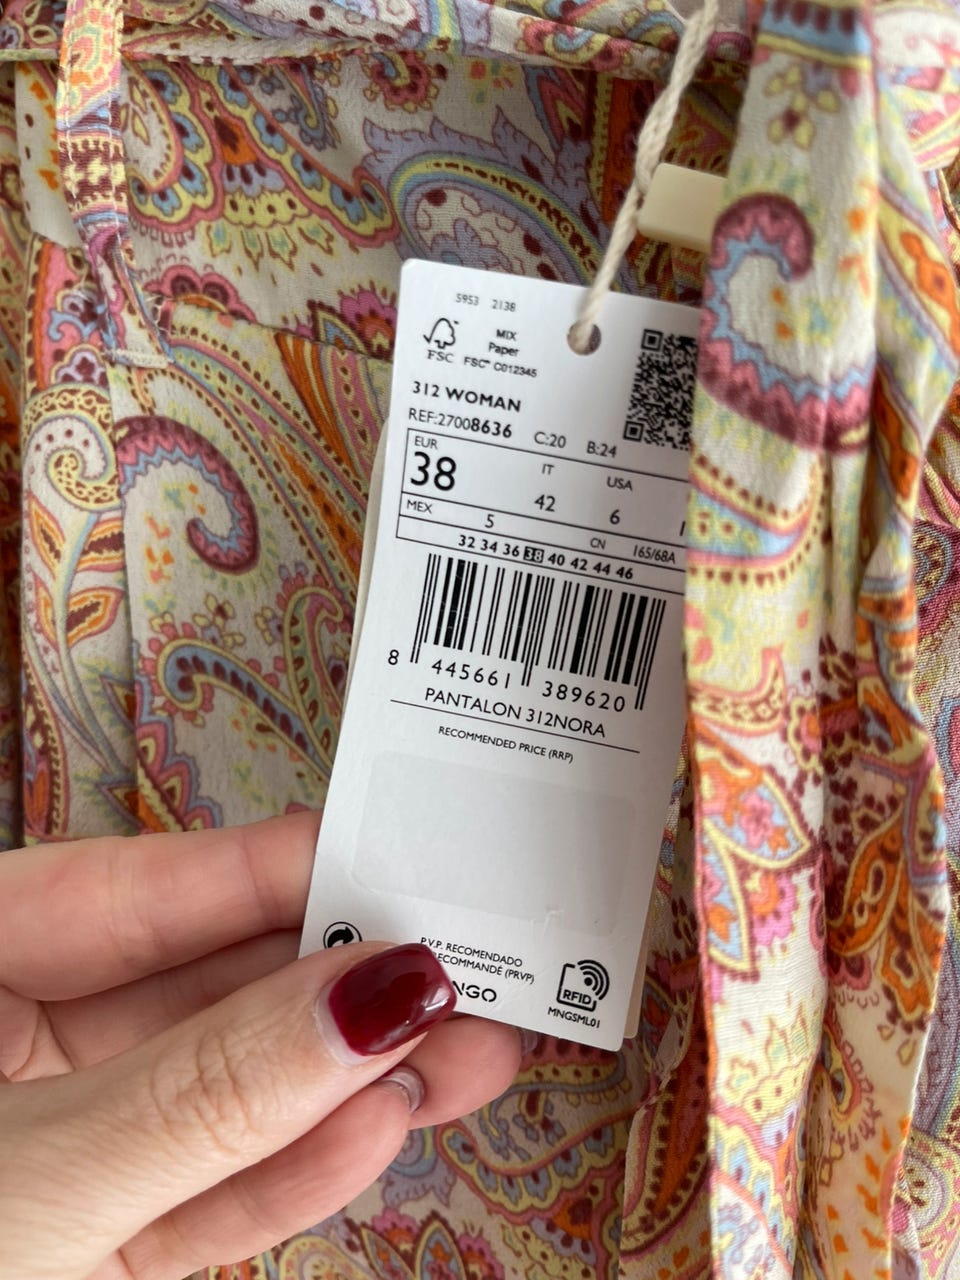 5953 2138
FSC
MIX
Paper
FSC™ C012345
312 WOMAN
REF:27008636 C:20 B:24
EUR IT USA
38 42 6
MEX 5 CN 165/68A
32 34 36 38 40 42 44 46
8 445661 389620
PANTALON 312NORA
RECOMMENDED PRICE (RRP)
P.V.P. RECOMENDADO
RECOMMANDÉ (PRVP)
NGO
RFID
MNGSML01